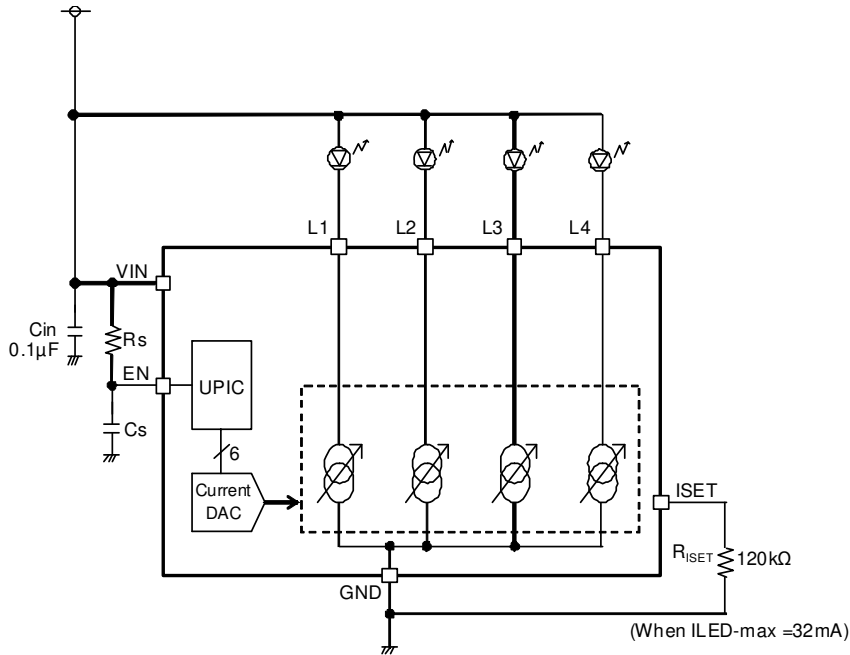 L1
L2
L3
L4
VIN
Cin
0.1µF
Rs
EN
UPIC
Cs
6
Current
DAC
ISET
RISET
120kΩ
GND
(When ILED-max =32mA)